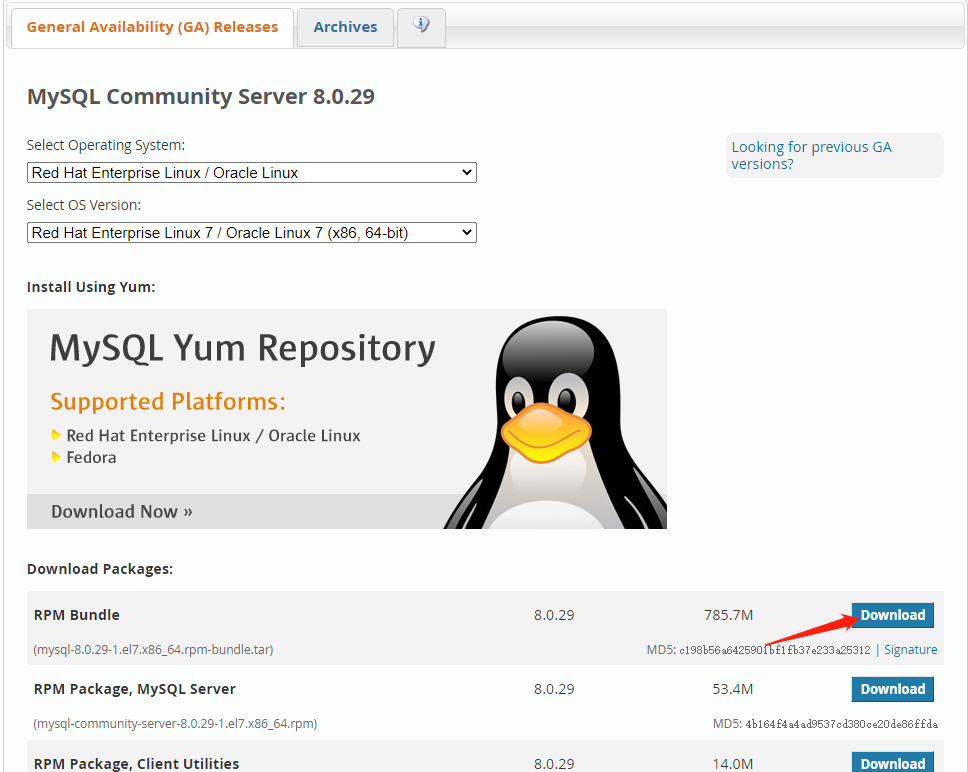 General Availability (GA) Releases
Archives
MySQL Community Server 8.0.29
Select Operating System:
Looking for previous GA
versions?
Red Hat Enterprise Linux / Oracle Linux
Select OS Version:
Red Hat Enterprise Linux 7 / Oracle Linux 7 (x86, 64-bit)
Install Using Yum:
MySQL Yum Repository
Supported Platforms:
Red Hat Enterprise Linux / Oracle Linux
Fedora
Download Now »
Download Packages:
RPM Bundle 8.0.29 785.7M Download
(mysql-8.0.29-1.el7.x86_64.rpm-bundle.tar) MD5: c198b56a6425901bf1fb37e233a25312 | Signature
RPM Package, MySQL Server 8.0.29 53.4M Download
(mysql-community-server-8.0.29-1.el7.x86_64.rpm) MD5: 4b164f4a4ad9537cd380ce20de86ffda
RPM Package, Client Utilities 8.0.29 14.0M Download